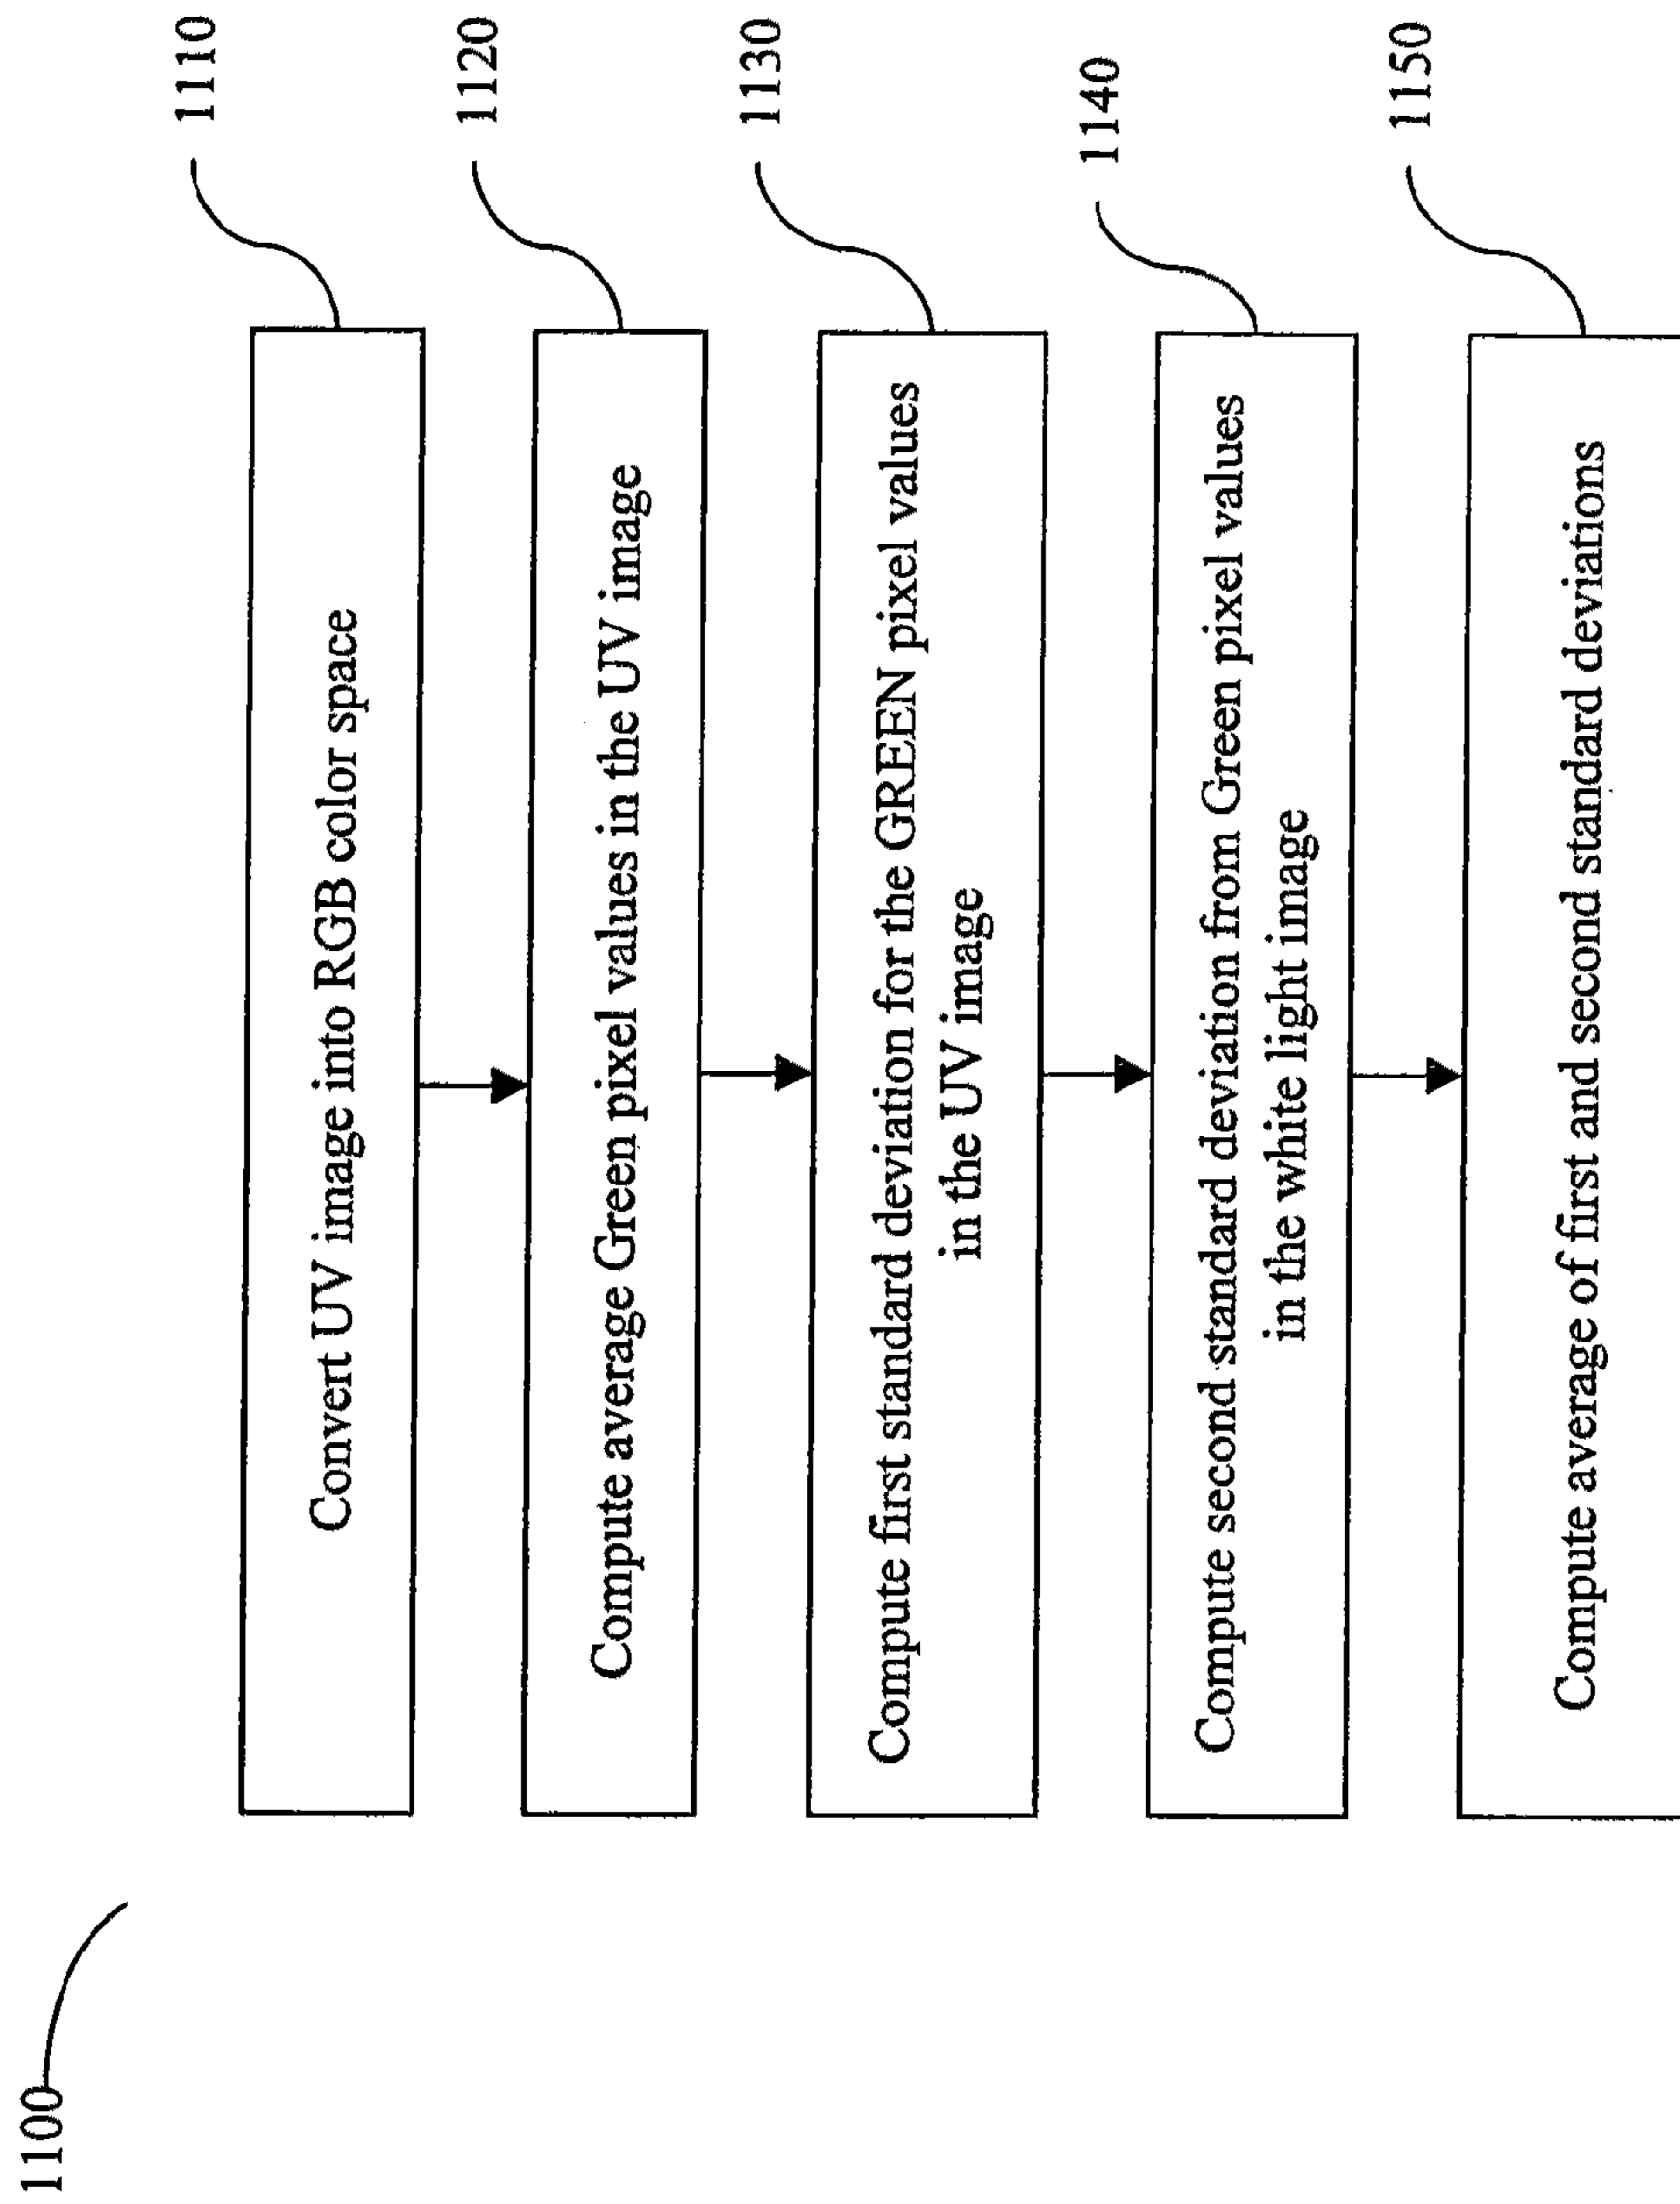 1100
1110
Convert UV image into RGB color space
1120
Compute average Green pixel values in the UV image
1130
Compute first standard deviation for the GREEN pixel values
in the UV image
1140
Compute second standard deviation from Green pixel values
in the white light image
1150
Compute average of first and second standard deviations